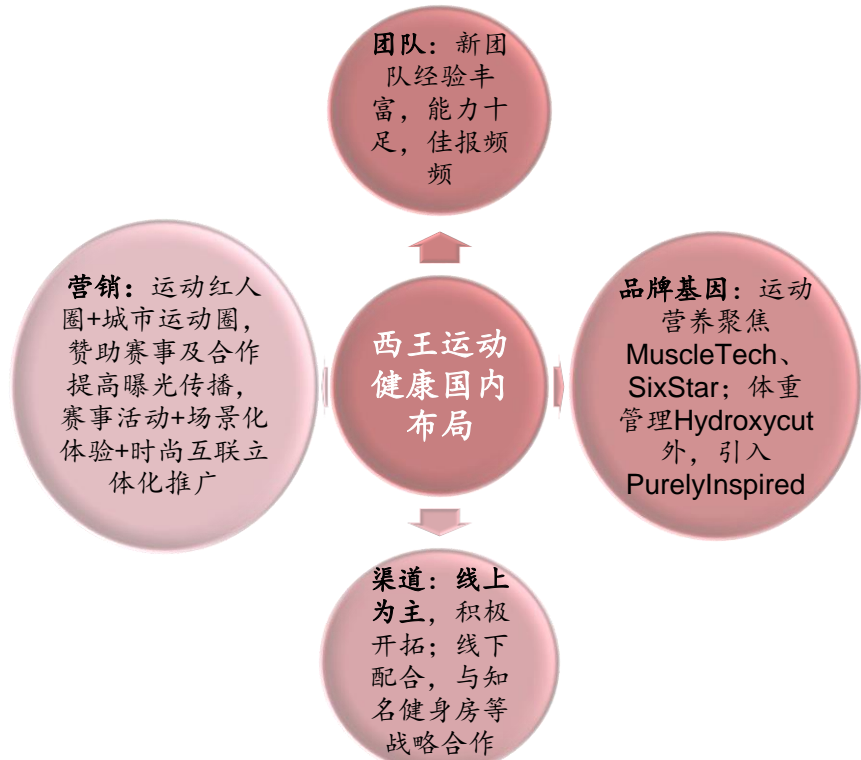 团队：新团
队经验丰
富，能力十
足，佳报频
频
营销：运动红人
圈+城市运动圈，
赞助赛事及合作
提高曝光传播，
赛事活动+场景化
体验+时尚互联立
体化推广
西王运动
健康国内
布局
品牌基因：运动
营养聚焦
MuscleTech、
SixStar；体重
管理Hydroxycut
外，引入
PurelyInspired
渠道：线上
为主，积极
开拓；线下
配合，与知
名健身房等
战略合作